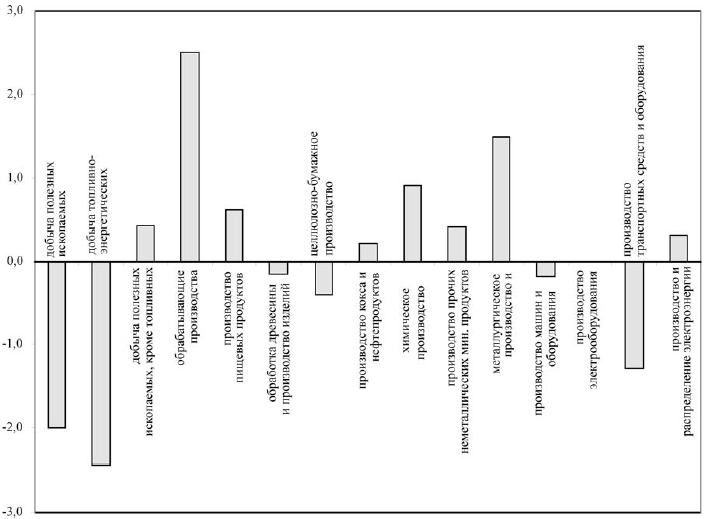 3,0
2,0
1,0
0,0
-1,0
-2,0
-3,0
добыча полезных
ископаемых
добыча топливно-
энергетических
добыча полезных
ископаемых, кроме топливных
обрабатывающие
производства
производство
пищевых продуктов
обработка древесины
и производство изделий
целлюлозно-бумажное
производство
производство кокса и
нефтепродуктов
химическое
производство
производство прочих
неметаллических мин. продуктов
металлургическое
производство и
производство машин и
оборудования
производство
электрооборудования
производство
транспортных средств и оборудования
производство и
распределение электроэнергии